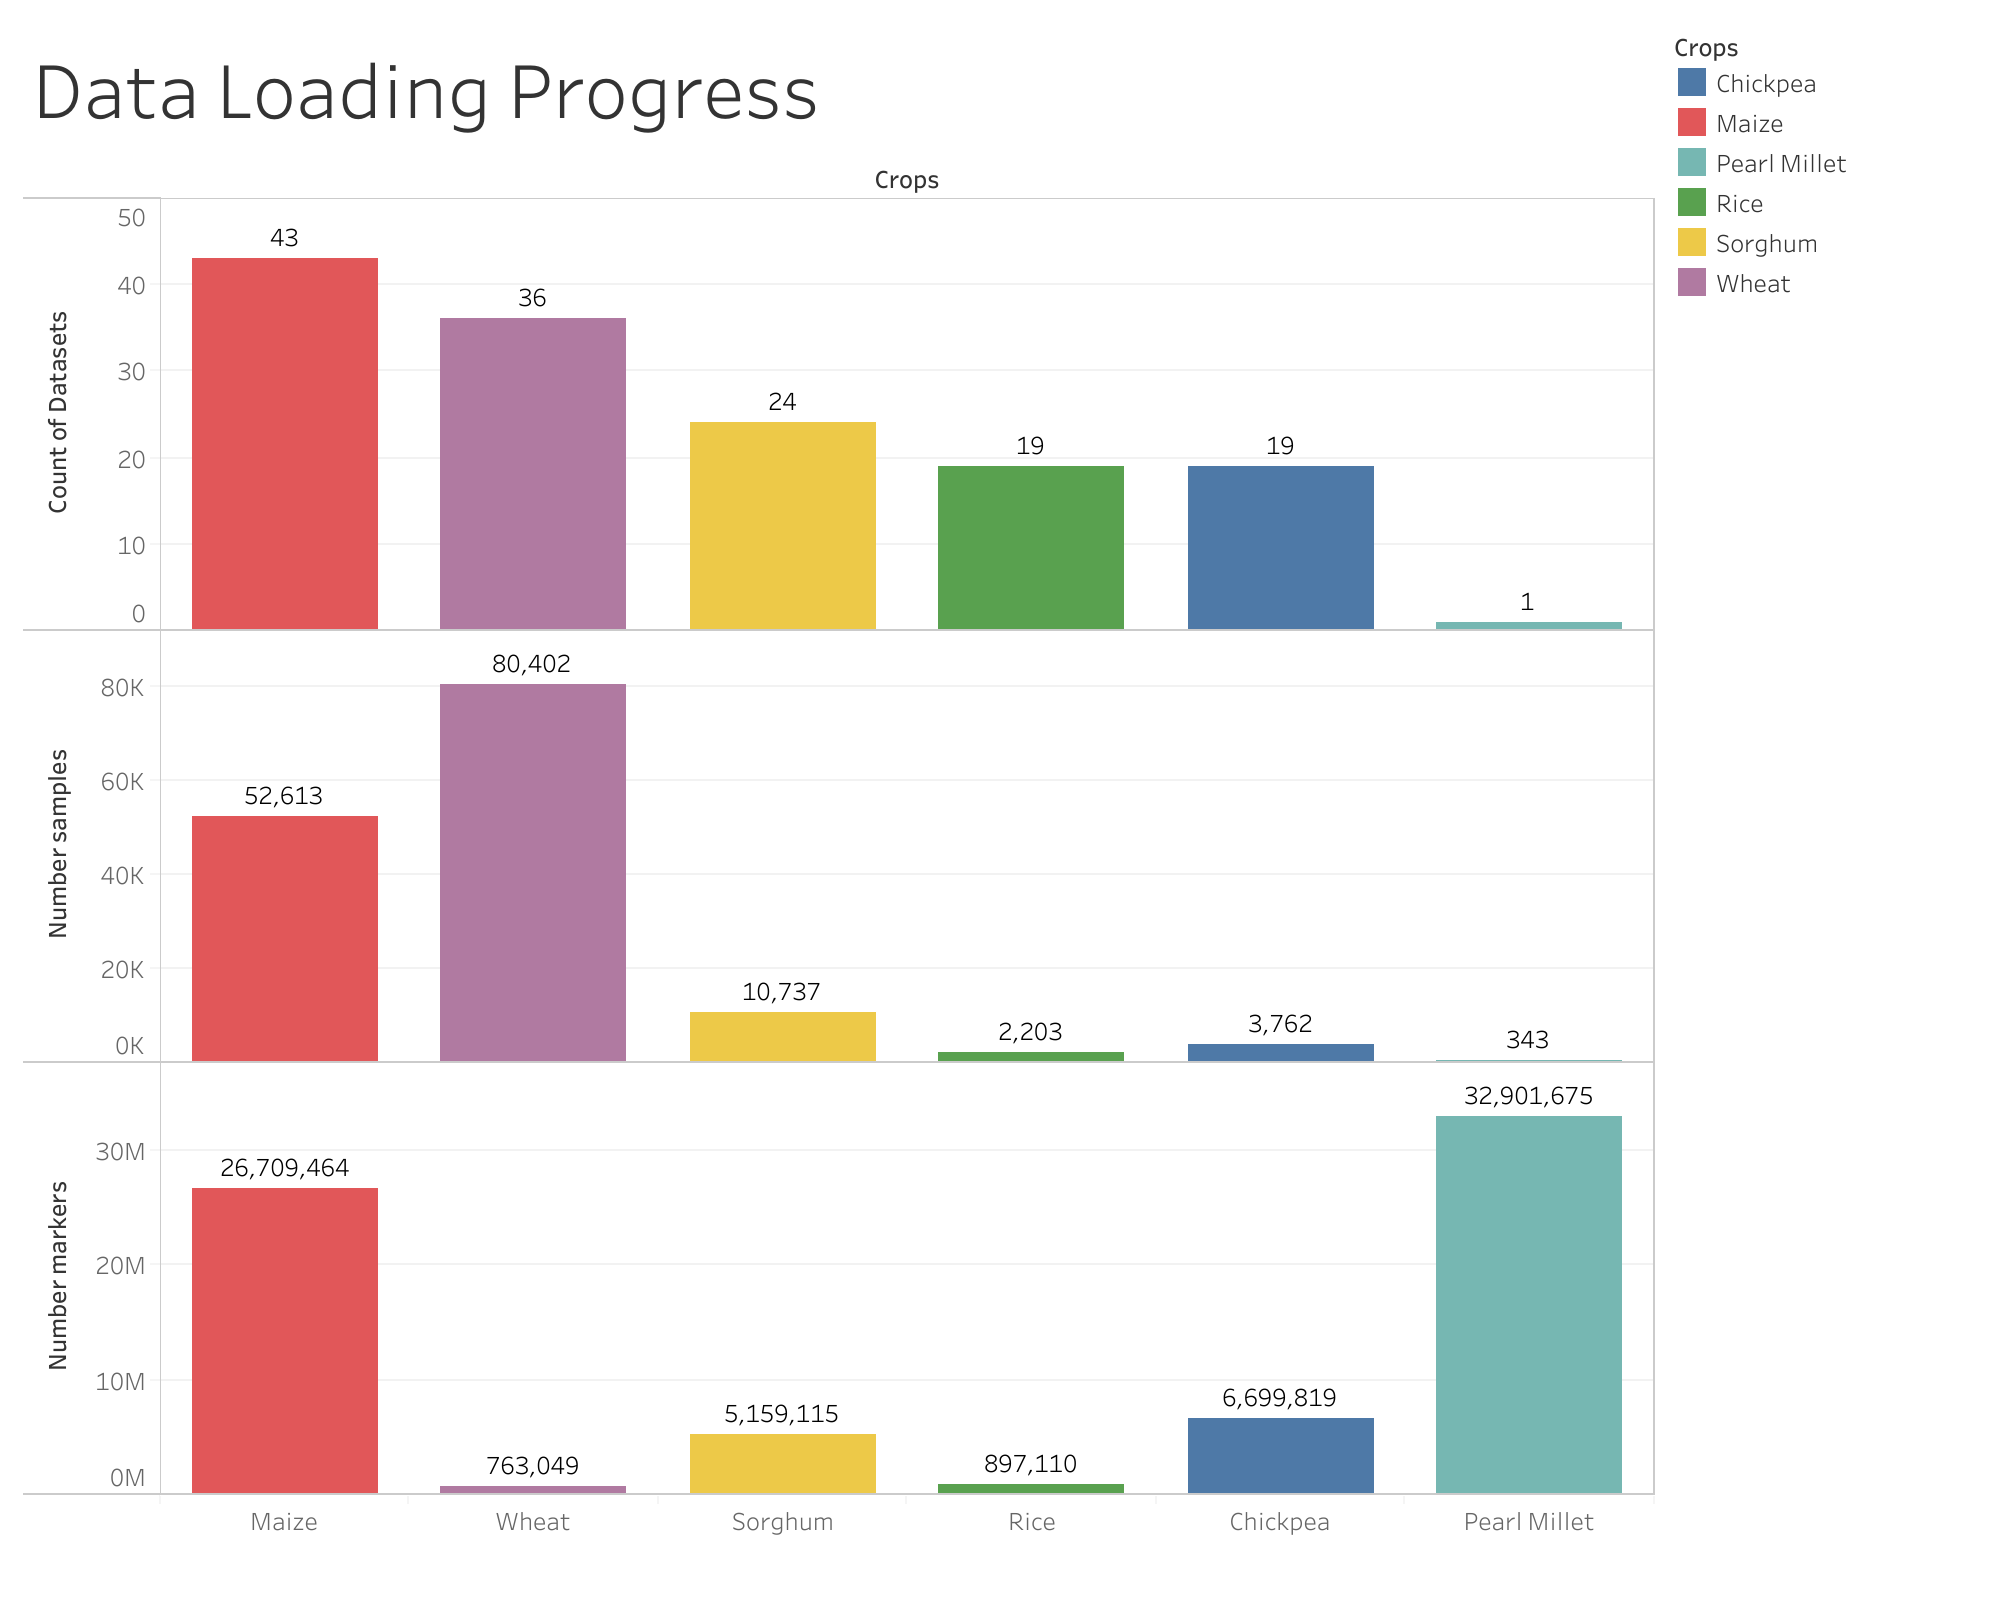 Data Loading Progress
Crops
Chickpea
Maize
Pearl Millet
Rice
Sorghum
Wheat
Crops
Count of Datasets
50
40
30
20
10
0
43
36
24
19
19
1
Number samples
80K
60K
40K
20K
0K
52,613
80,402
10,737
2,203
3,762
343
Number markers
30M
20M
10M
0M
26,709,464
763,049
5,159,115
897,110
6,699,819
32,901,675
Maize
Wheat
Sorghum
Rice
Chickpea
Pearl Millet